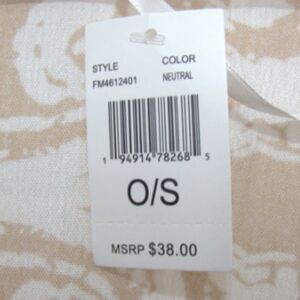 STYLE COLOR
FM4612401 NEUTRAL
1 94914 78268 5
O/S
MSRP $38.00